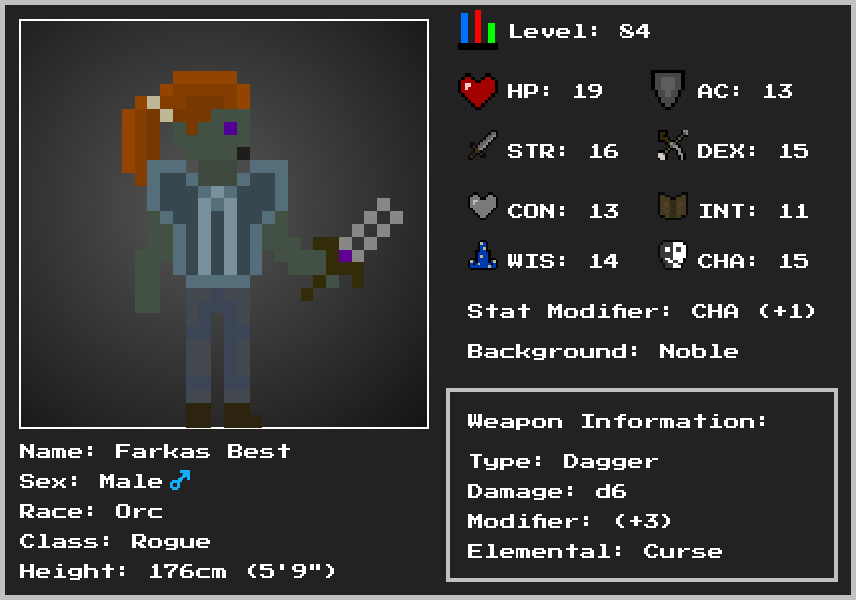 Level: 84
HP: 19
AC: 13
STR: 16
DEX: 15
CON: 13
INT: 11
WIS: 14
CHA: 15
Stat Modifier: CHA (+1)
Background: Noble
Weapon Information:
Type: Dagger
Damage: d6
Modifier: (+3)
Elemental: Curse
Name: Farkas Best
Sex: Male♂
Race: Orc
Class: Rogue
Height: 176cm (5'9")